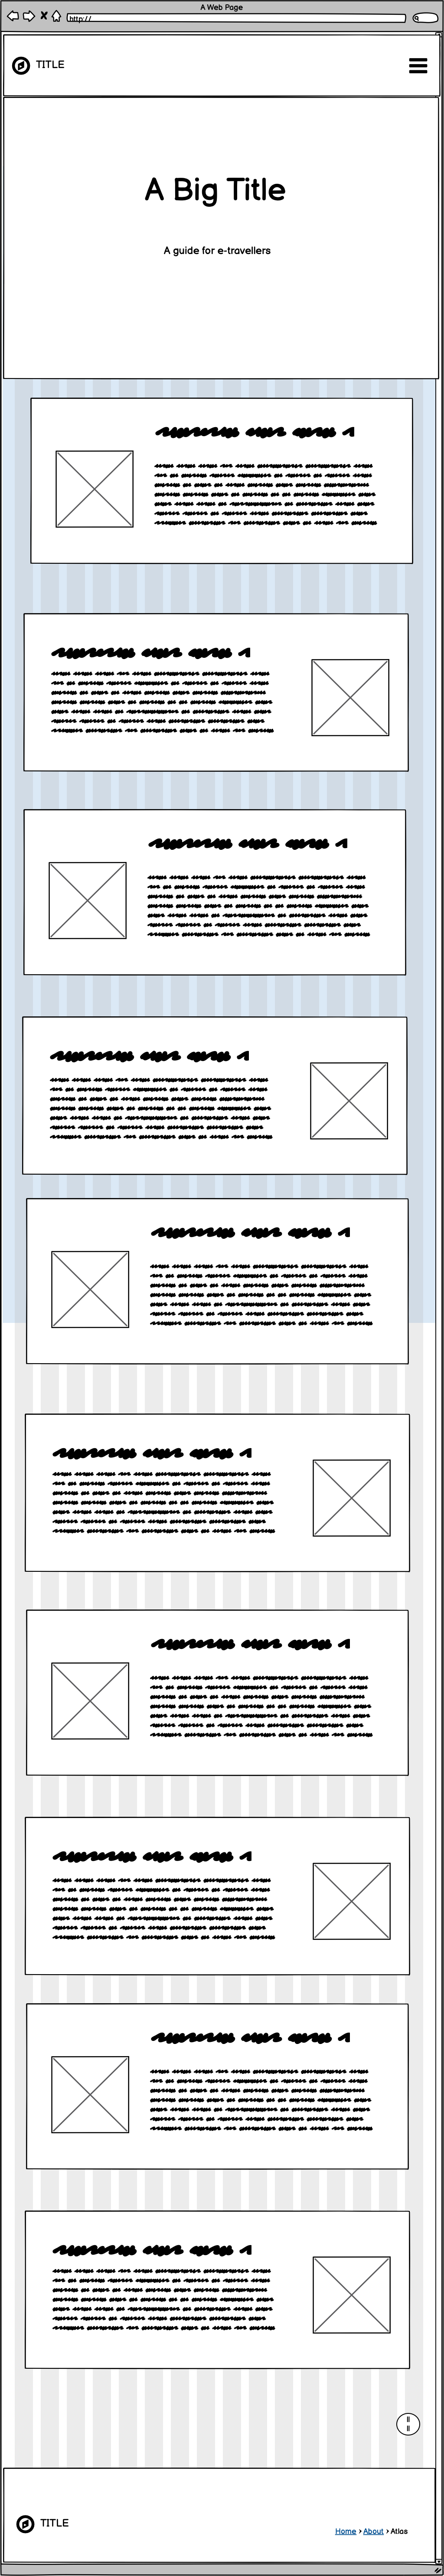 A Web Page
http://
TITLE
A Big Title
A guide for e-travellers
TITLE
Home > About > Atlas